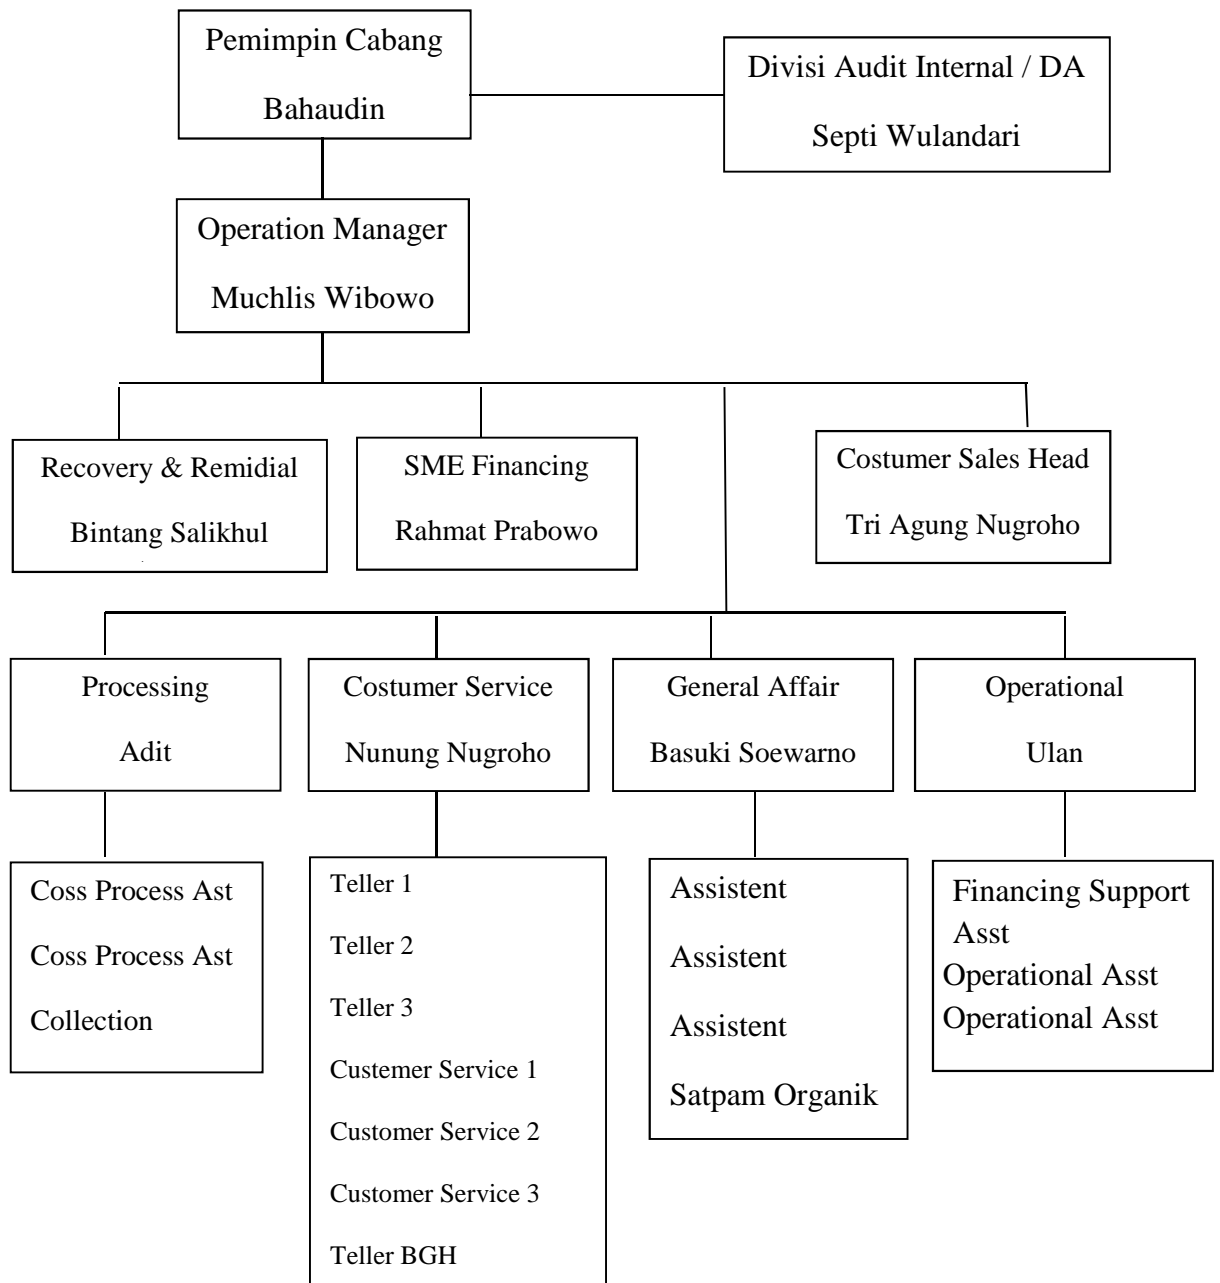 Pemimpin Cabang
Bahaudin
Divisi Audit Internal / DA
Septi Wulandari
Operation Manager
Muchlis Wibowo
Recovery & Remidial
Bintang Salikhul
SME Financing
Rahmat Prabowo
Costumer Sales Head
Tri Agung Nugroho
Processing
Adit
Costumer Service
Nunung Nugroho
General Affair
Basuki Soewarno
Operational
Ulan
Coss Process Ast
Coss Process Ast
Collection
Teller 1
Teller 2
Teller 3
Custemer Service 1
Customer Service 2
Customer Service 3
Teller BGH
Assistent
Assistent
Assistent
Satpam Organik
Financing Support
Asst
Operational Asst
Operational Asst